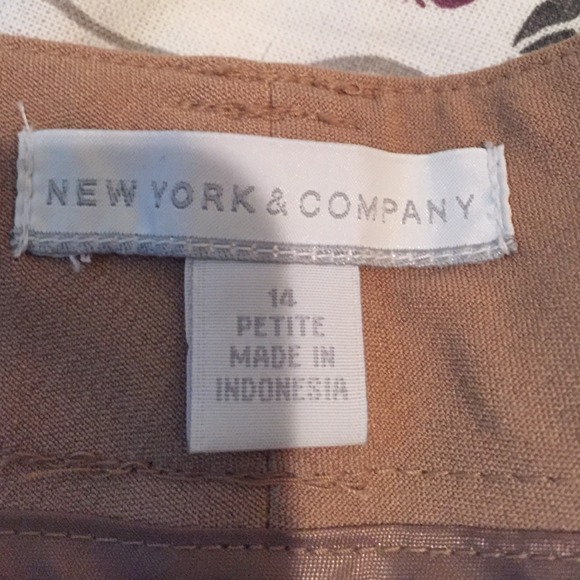 NEW YORK & COMPANY
14
PETITE
MADE IN
INDONESIA